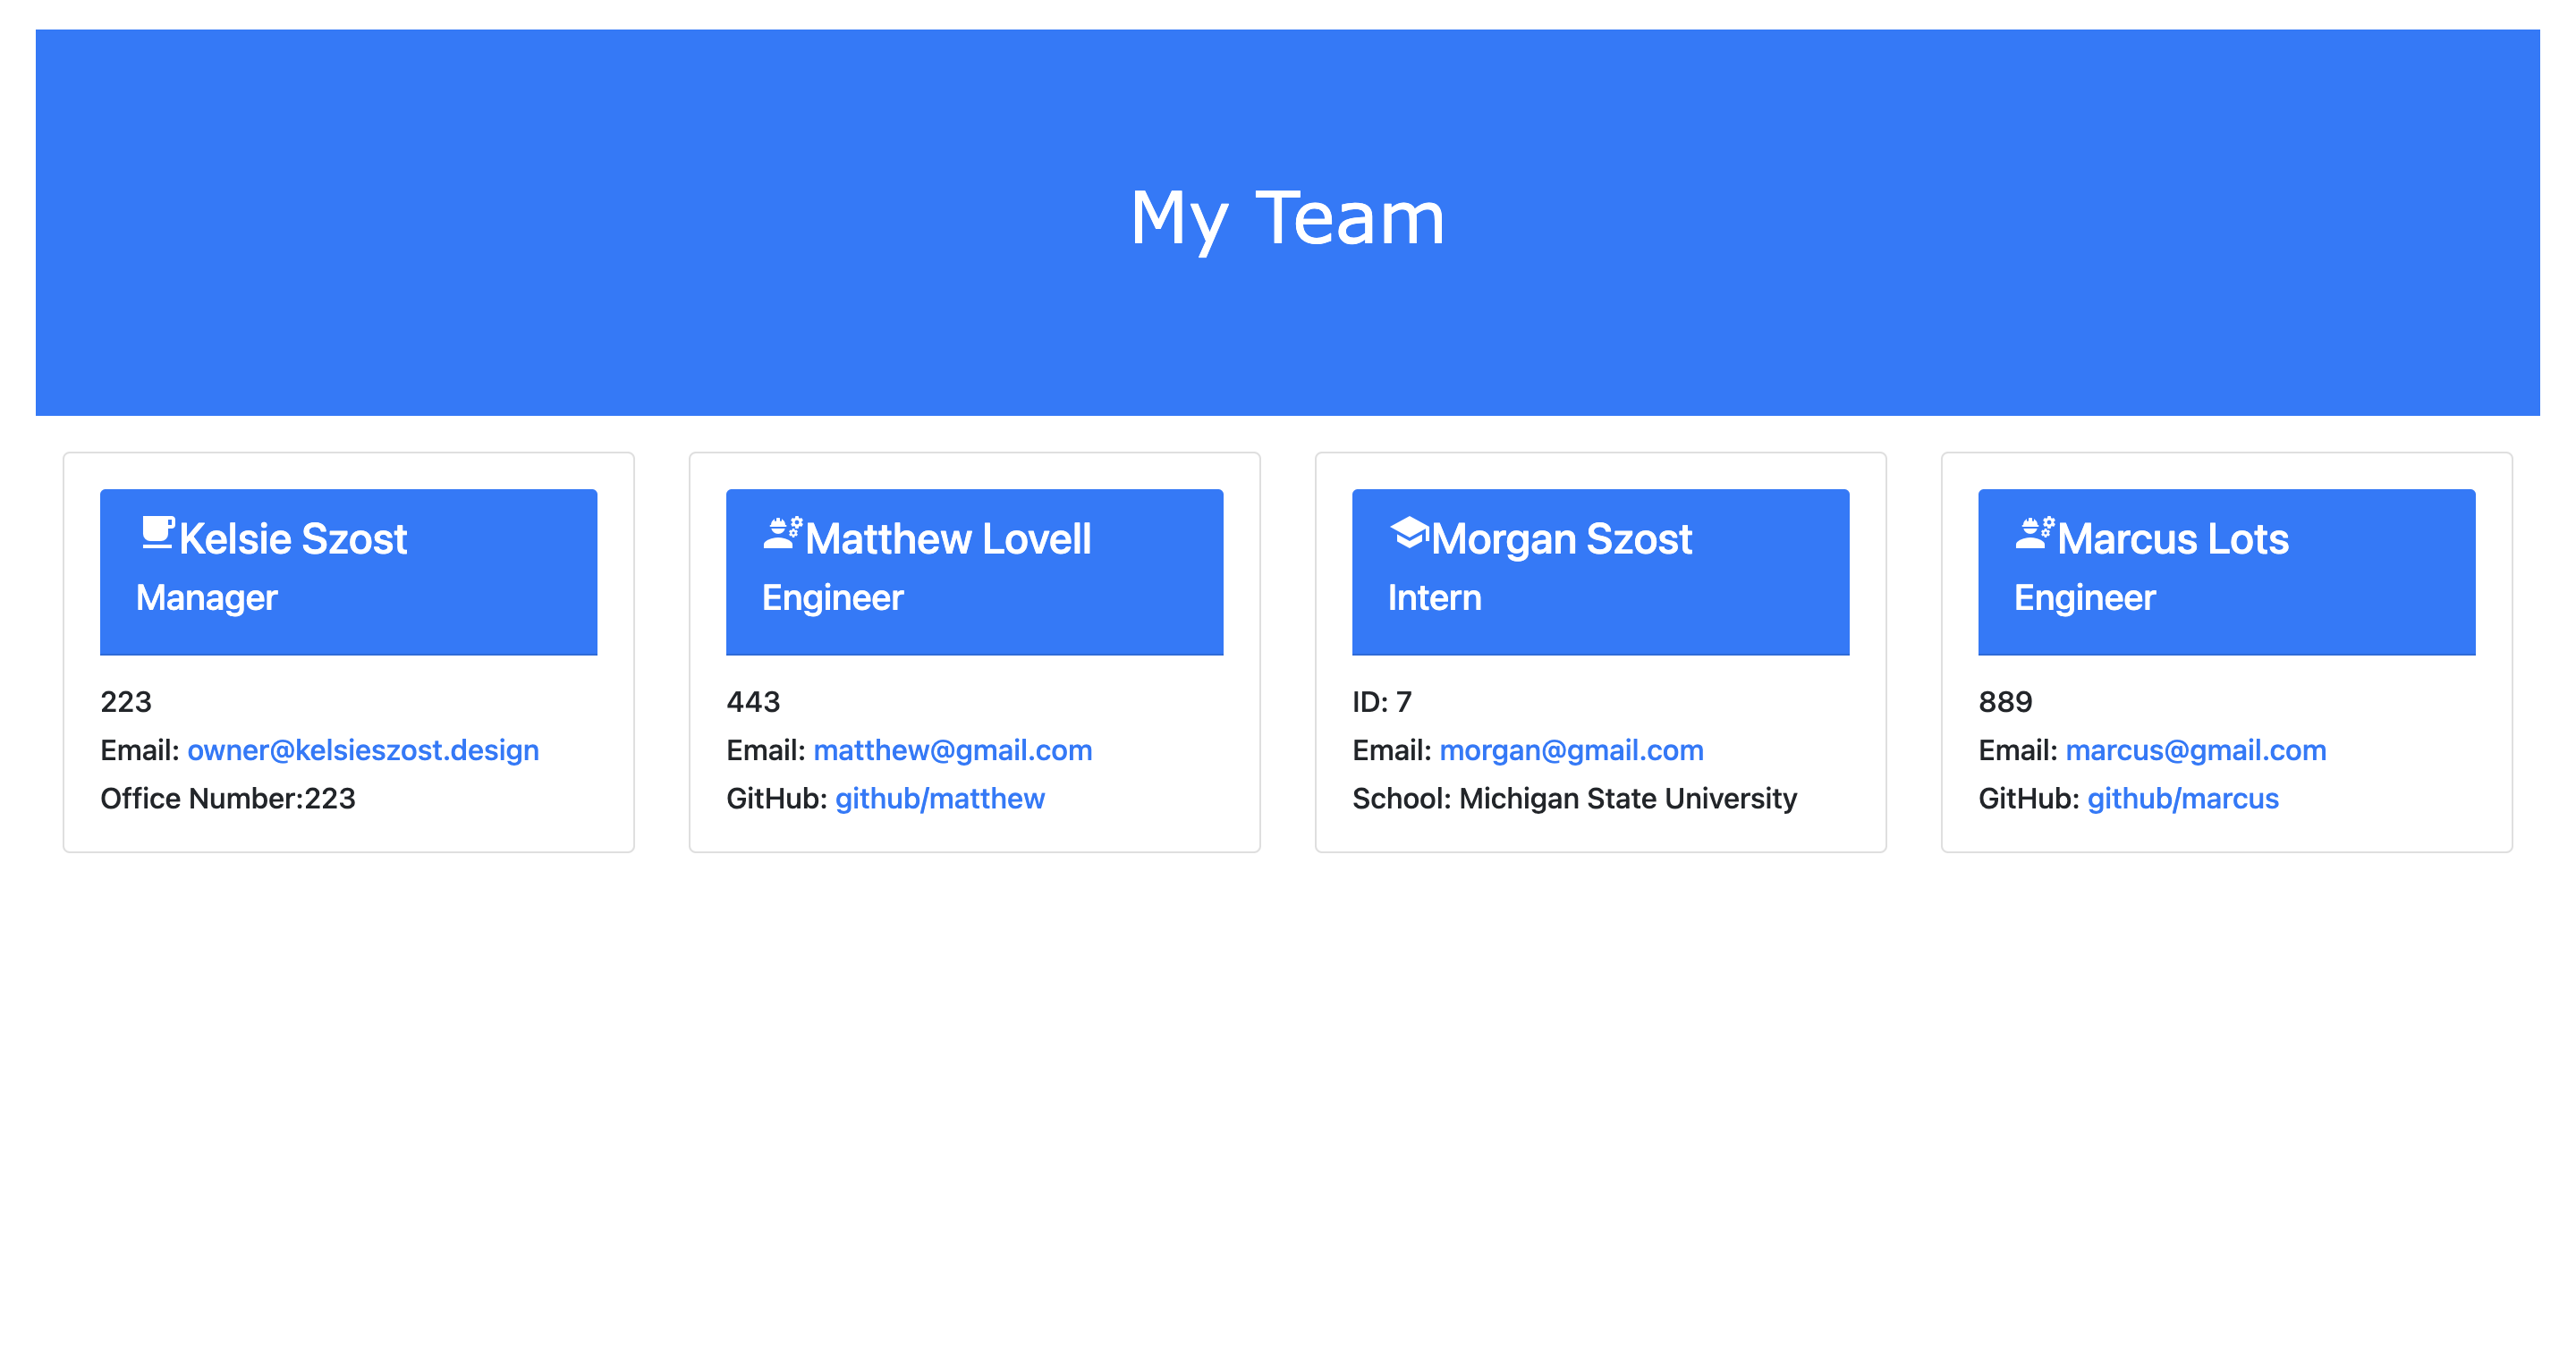 My Team
Kelsie Szost
Manager
223
Email: owner@kelsieszost.design
Office Number:223
Matthew Lovell
Engineer
443
Email: matthew@gmail.com
GitHub: github/matthew
Morgan Szost
Intern
ID: 7
Email: morgan@gmail.com
School: Michigan State University
Marcus Lots
Engineer
889
Email: marcus@gmail.com
GitHub: github/marcus